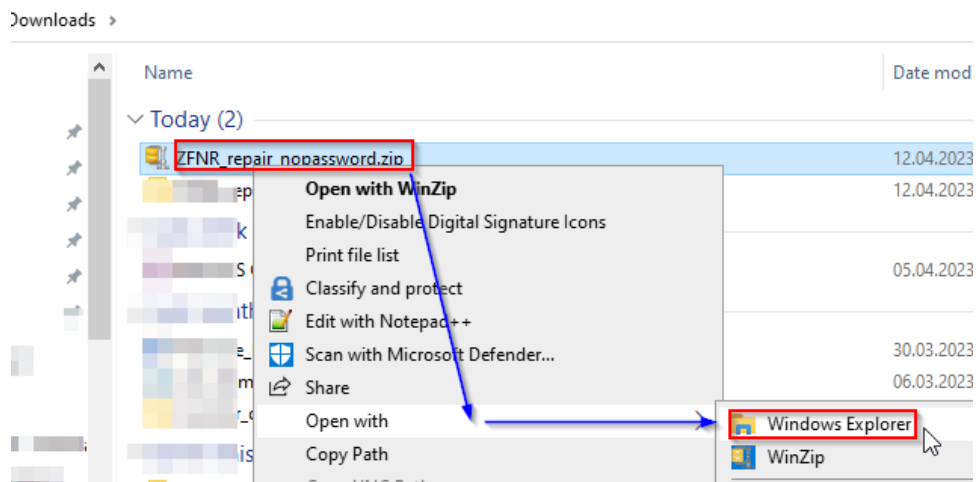 Downloads
Name
Date mod
Today (2)
ZFNR_repair_nopassword.zip
12.04.2023
Open with WinZip
12.04.2023
Enable/Disable Digital Signature Icons
Print file list
05.04.2023
Classify and protect
Edit with Notepad++
Scan with Microsoft Defender...
30.03.2023
Share
06.03.2023
Open with
Windows Explorer
Copy Path
WinZip